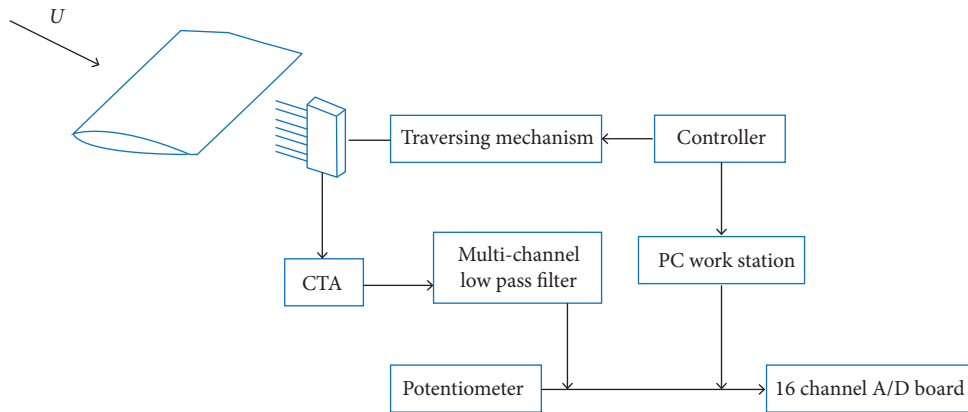 U
Traversing mechanism
Controller
Multi-channel
low pass filter
PC work station
CTA
Potentiometer
16 channel A/D board